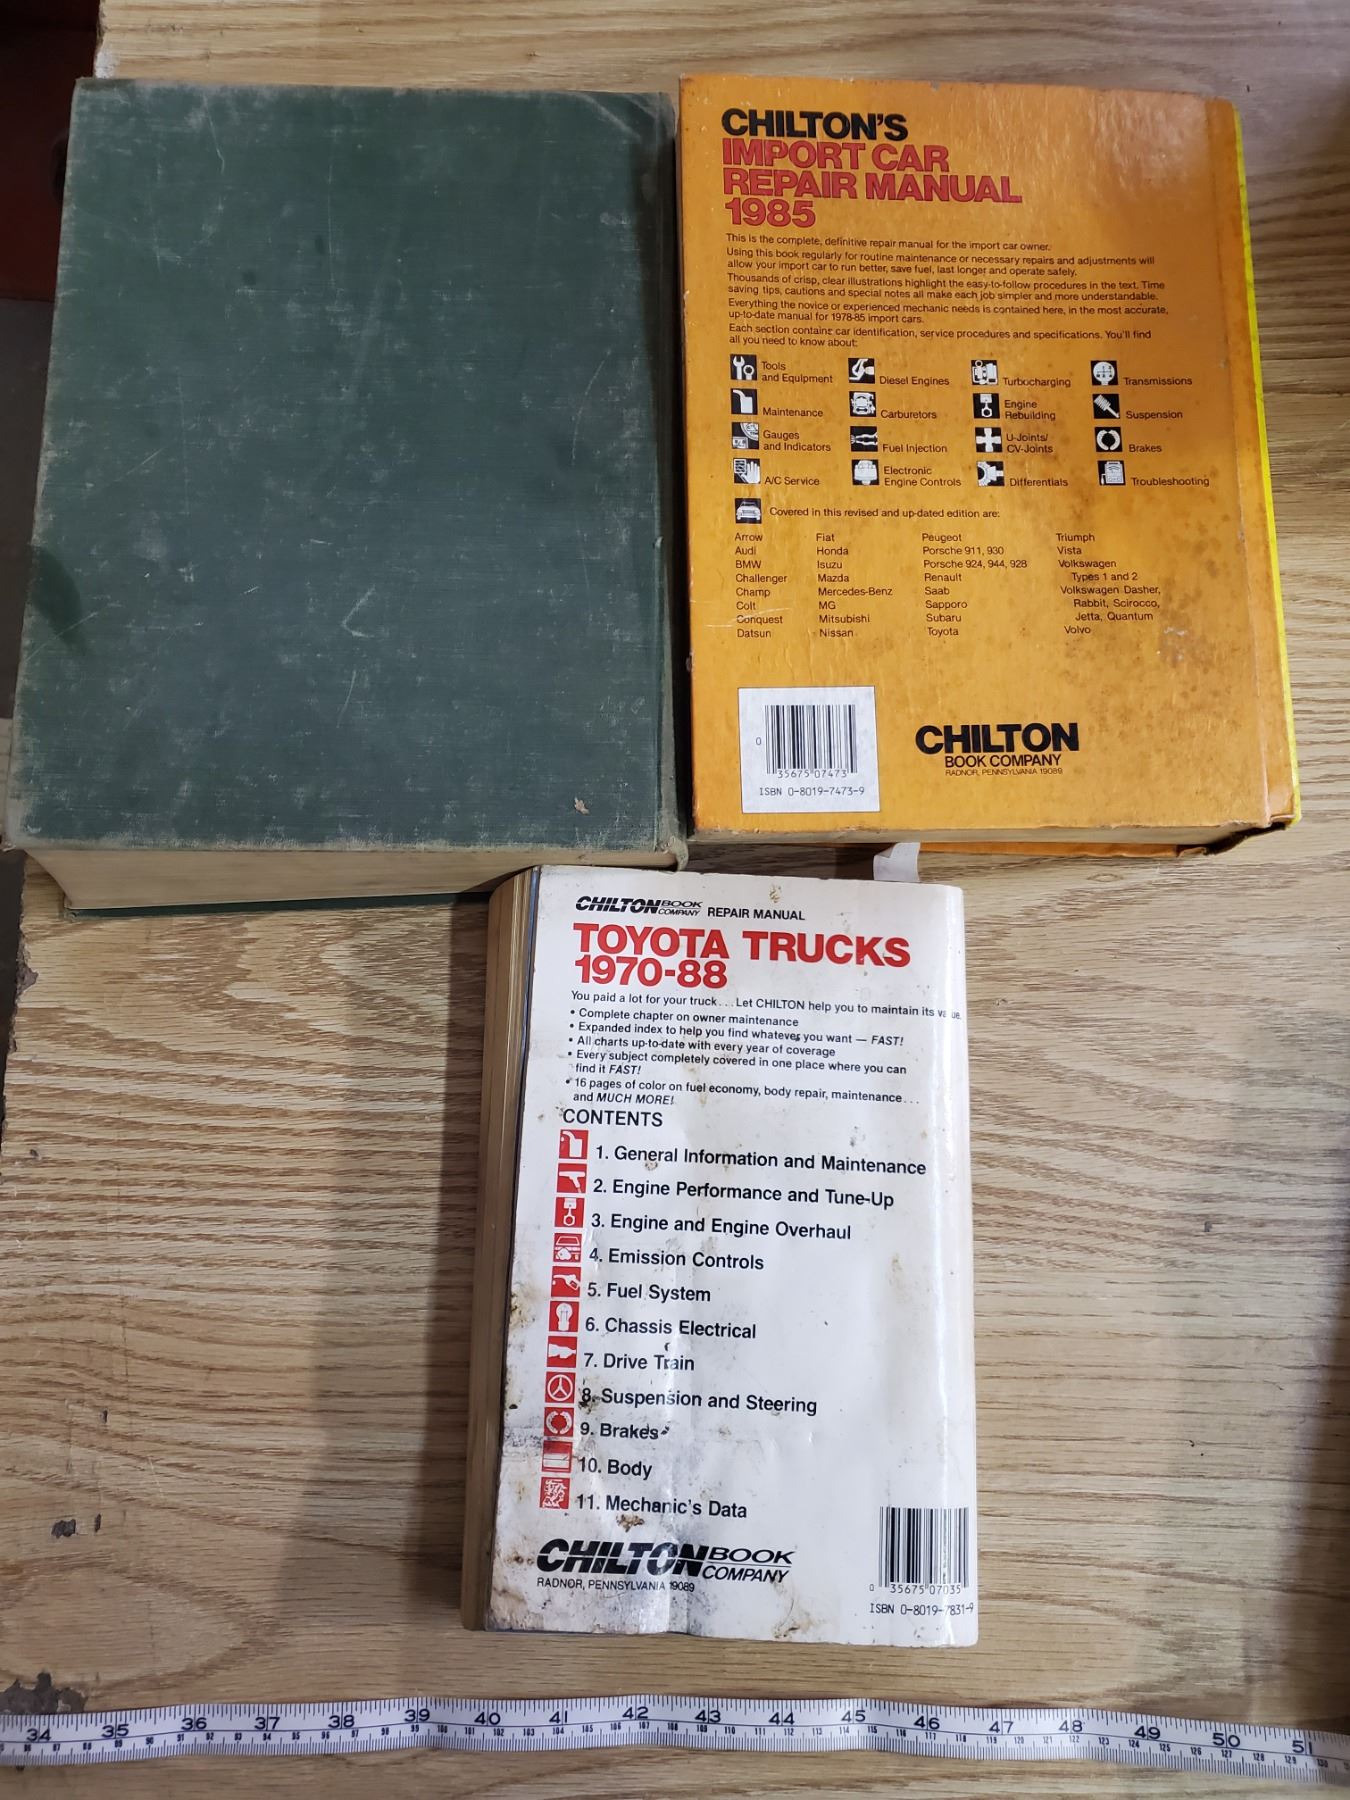 CHILTON'S
IMPORT CAR
REPAIR MANUAL
1985
This is the complete, definitive repair manual for the import car owner.
Using this book regularly for routine maintenance or necessary repairs and adjustments will
allow your import car to run better, save fuel, last longer and operate safely.
Thousands of crisp, clear illustrations highlight the easy-to-follow procedures in the text. Time
saving tips, cautions and special notes all make each job simpler and more understandable.
Everything the novice or experienced mechanic needs is contained here, in the most accurate,
up-to-date manual for 1978-85 import cars.
Each section contains car identification, service procedures and specifications. You'll find
all you need to know about:
Tools
and Equipment
Diesel Engines
Turbocharging
Transmissions
Maintenance
Carburetors
Engine
Rebuilding
Suspension
Gauges
and Indicators
Fuel Injection
U-Joints/
CV-Joints
Brakes
A/C Service
Electronic
Engine Controls
Differentials
Troubleshooting
Covered in this revised and up-dated edition are:
Arrow
Audi
BMW
Challenger
Champ
Colt
Conquest
Datsun
Fiat
Honda
Isuzu
Mazda
Mercedes-Benz
MG
Mitsubishi
Nissan
Peugeot
Porsche 911, 930
Porsche 924, 944, 928
Renault
Saab
Sapporo
Subaru
Toyota
Triumph
Vista
Volkswagen
Types 1 and 2
Volkswagen Dasher,
Rabbit, Scirocco,
Jetta, Quantum
Volvo
0 35675 07473
ISBN 0-8019-7473-9
CHILTON
BOOK COMPANY
RADNOR, PENNSYLVANIA 19089
CHILTON BOOK COMPANY REPAIR MANUAL
TOYOTA TRUCKS
1970-88
You paid a lot for your truck... Let CHILTON help you to maintain its value.
• Complete chapter on owner maintenance
• Expanded index to help you find whatever you want — FAST!
• All charts up-to-date with every year of coverage
• Every subject completely covered in one place where you can
find it FAST!
• 16 pages of color on fuel economy, body repair, maintenance...
and MUCH MORE!
CONTENTS
1. General Information and Maintenance
2. Engine Performance and Tune-Up
3. Engine and Engine Overhaul
4. Emission Controls
5. Fuel System
6. Chassis Electrical
7. Drive Train
8. Suspension and Steering
9. Brakes
10. Body
11. Mechanic's Data
CHILTON BOOK
COMPANY
RADNOR, PENNSYLVANIA 19089
0 35675 07035
ISBN 0-8019-7831-9
34 35 36 37 38 39 40 41 42 43 44 45 46 47 48 49 50 51